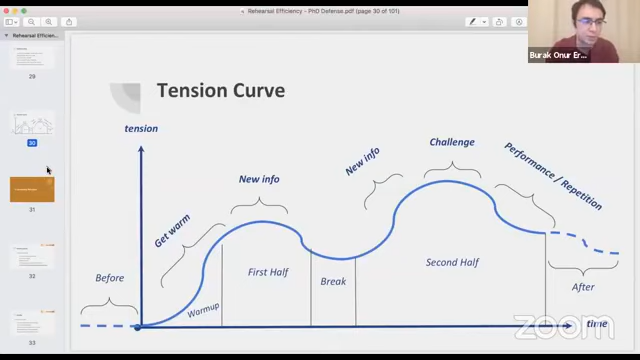 Rehearsal Efficiency - PhD Defense.pdf (page 30 of 101)
Rehearsal Efficien...
29
30
31
32
33
Burak Onur Er...
Tension Curve
tension
Get warm
New info
New info
Challenge
Performance / Repetition
Before
Warmup
First Half
Break
Second Half
After
time
zoom